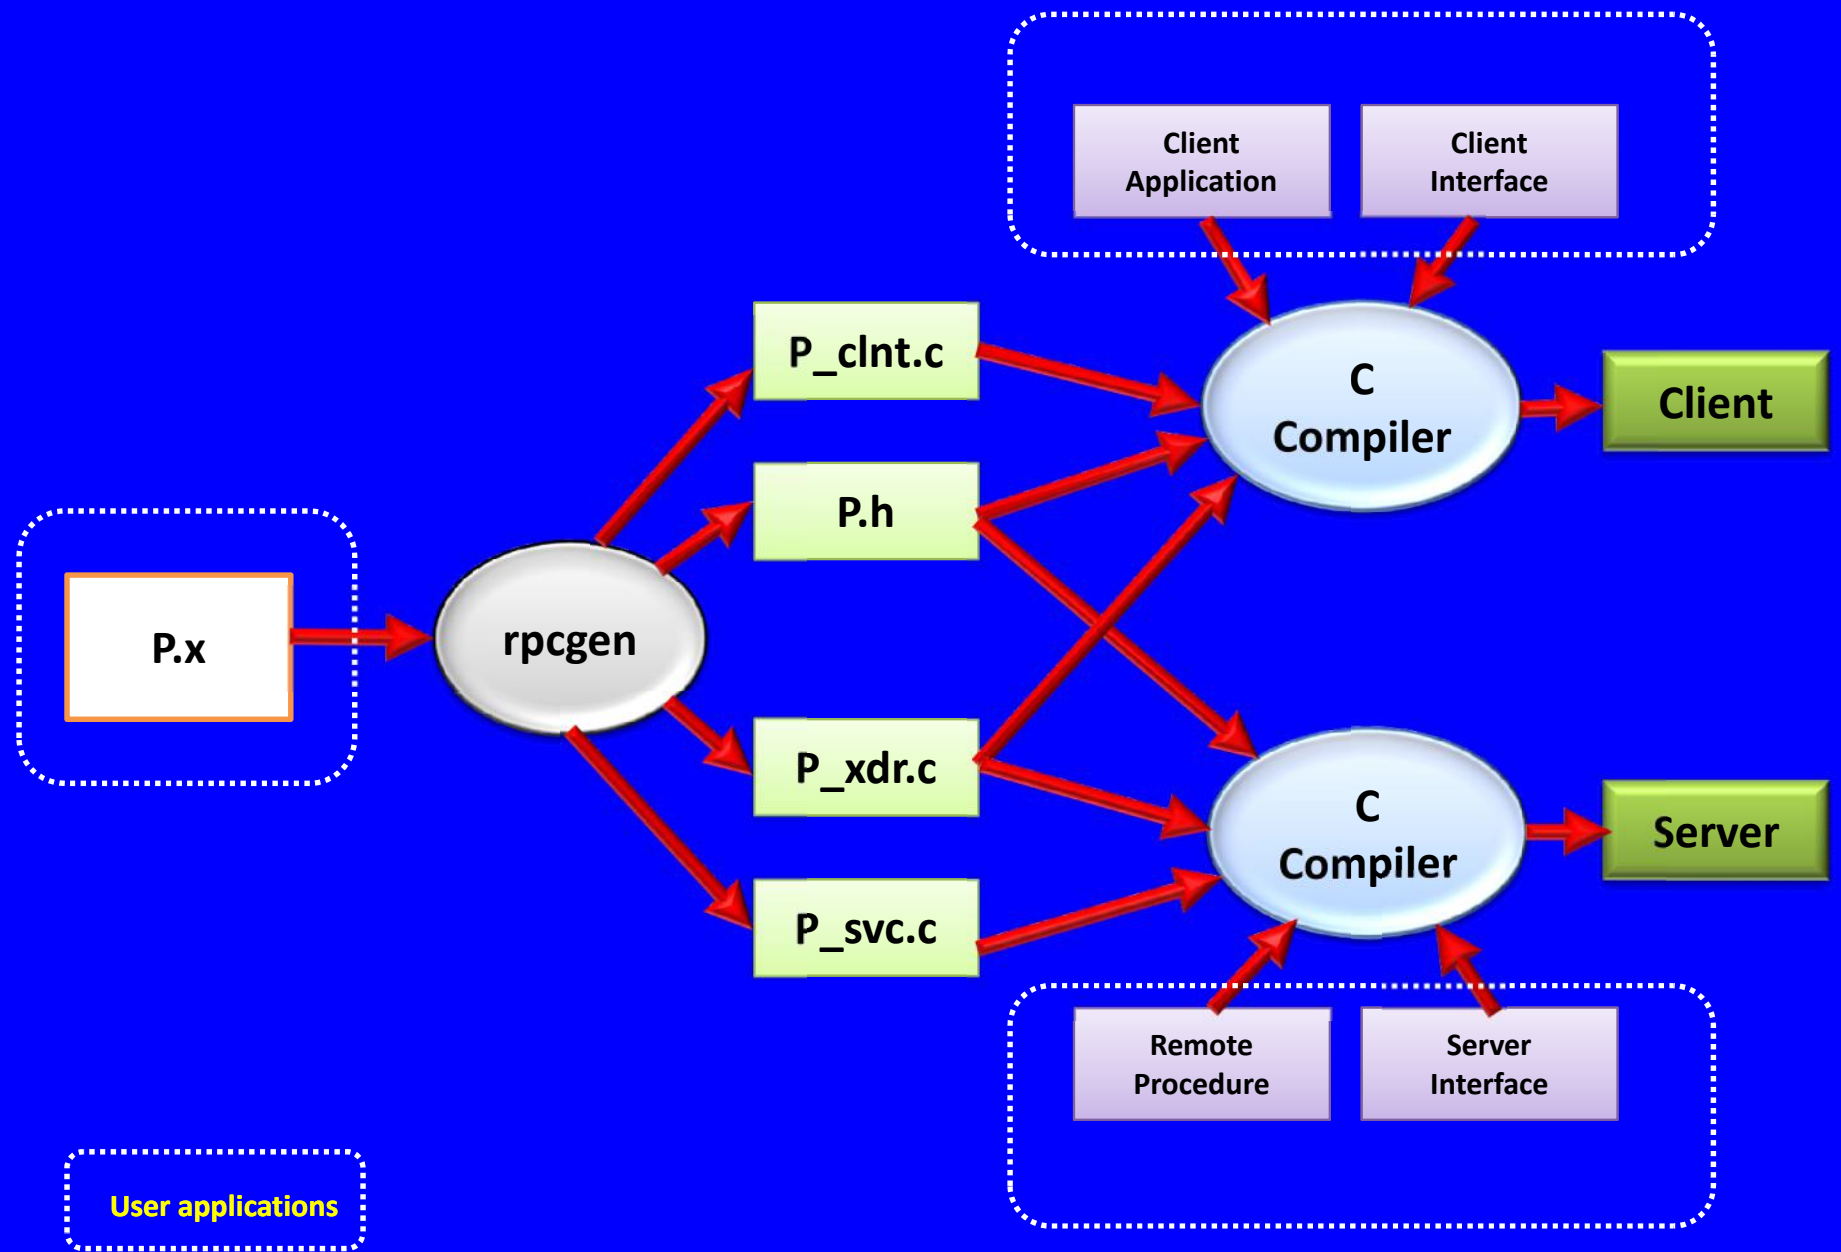 Client
Application
Client
Interface
P_clnt.c
C
Compiler
Client
P.h
P.x
rpcgen
P_xdr.c
C
Compiler
Server
P_svc.c
Remote
Procedure
Server
Interface
User applications